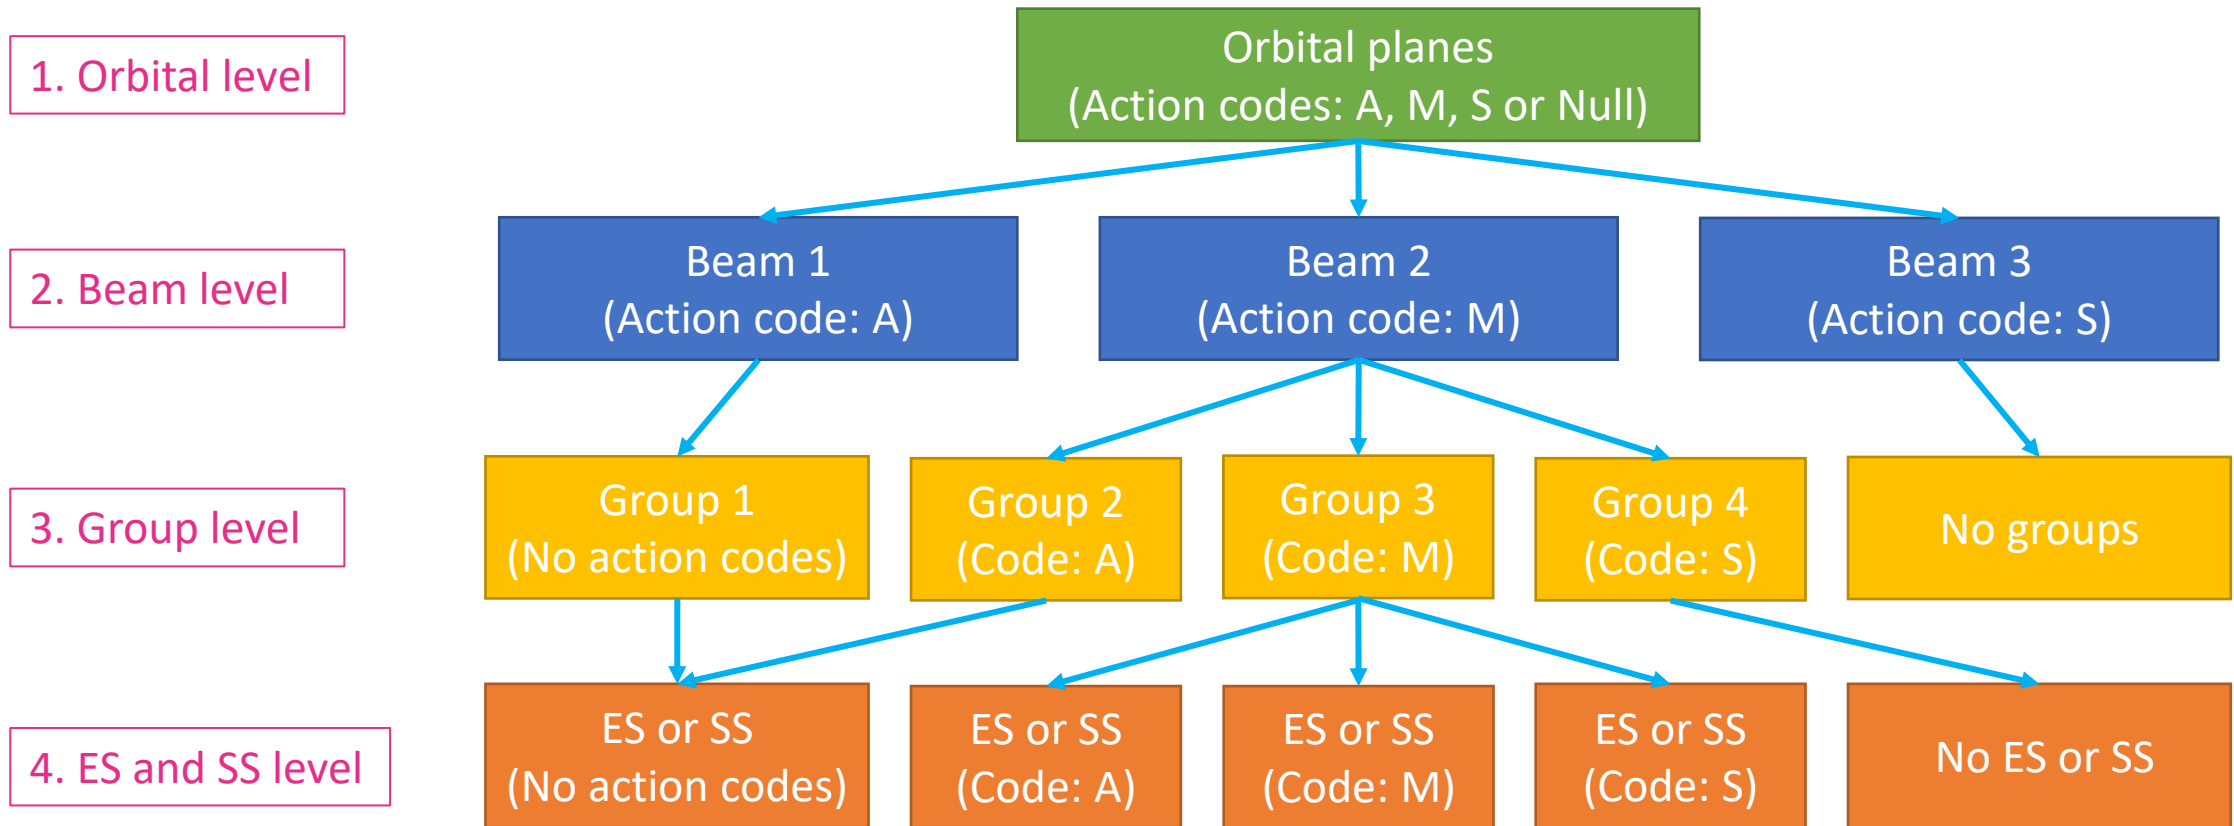 1. Orbital level
Orbital planes
(Action codes: A, M, S or Null)
2. Beam level
Beam 1
(Action code: A)
Beam 2
(Action code: M)
Beam 3
(Action code: S)
3. Group level
Group 1
(No action codes)
Group 2
(Code: A)
Group 3
(Code: M)
Group 4
(Code: S)
No groups
4. ES and SS level
ES or SS
(No action codes)
ES or SS
(Code: A)
ES or SS
(Code: M)
ES or SS
(Code: S)
No ES or SS